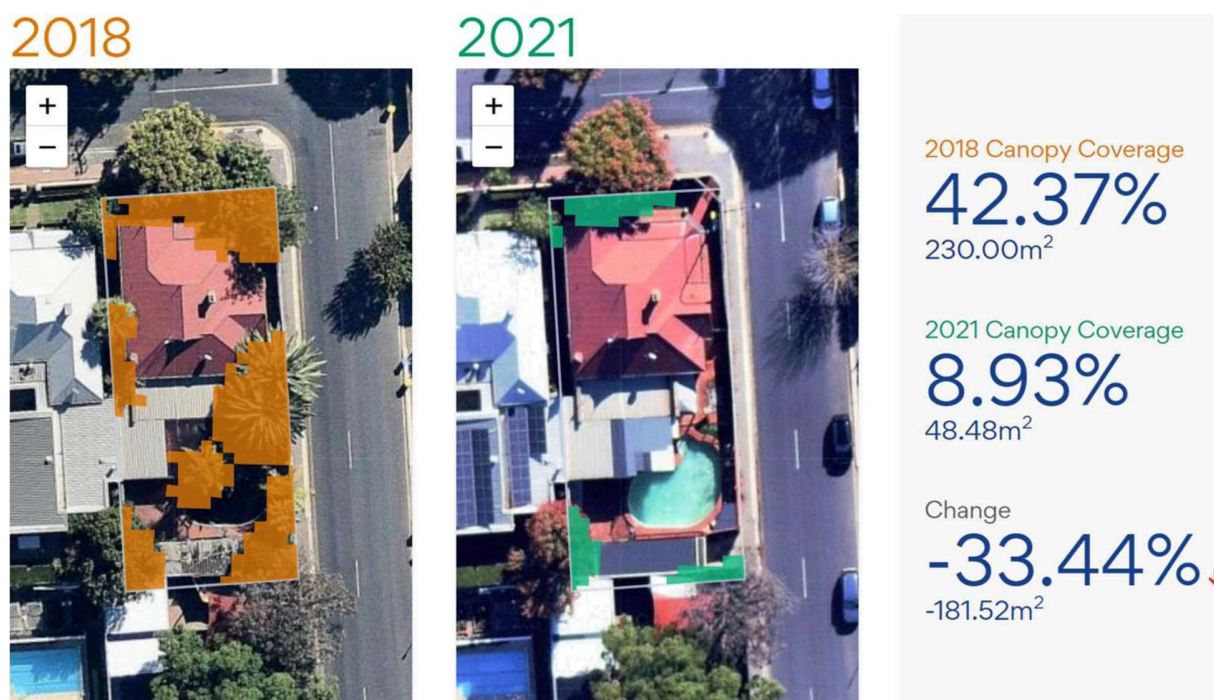 2018
2021
+
−
+
−
2018 Canopy Coverage
42.37%
230.00m²
2021 Canopy Coverage
8.93%
48.48m²
Change
-33.44%
-181.52m²